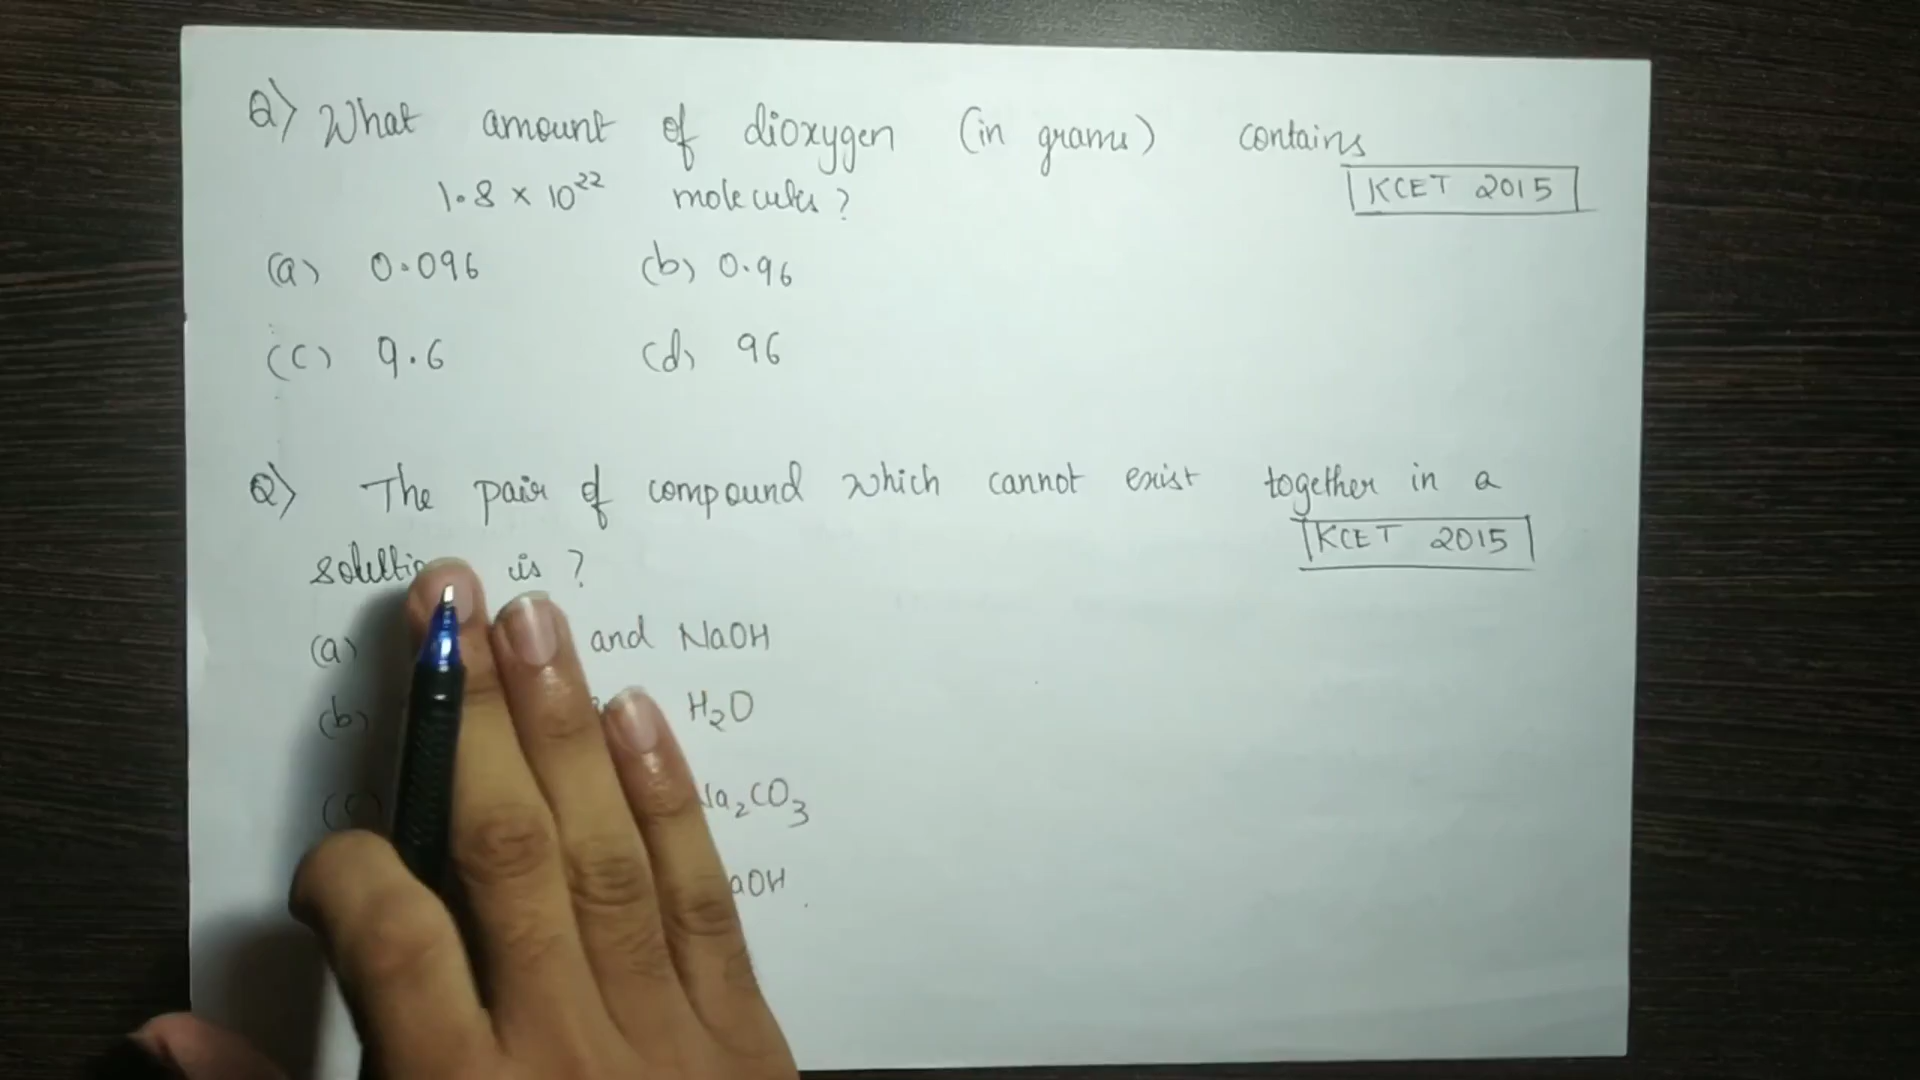 Q) What amount of dioxygen (in grams) contains
1.8 × 10²² molecules?
KCET 2015
(a) 0.096 (b) 0.96
(c) 9.6 (d) 96
Q) The pair of compound which cannot exist together in a
solution is?
KCET 2015
(a) and NaOH
(b) H₂O
(c) Na₂CO₃